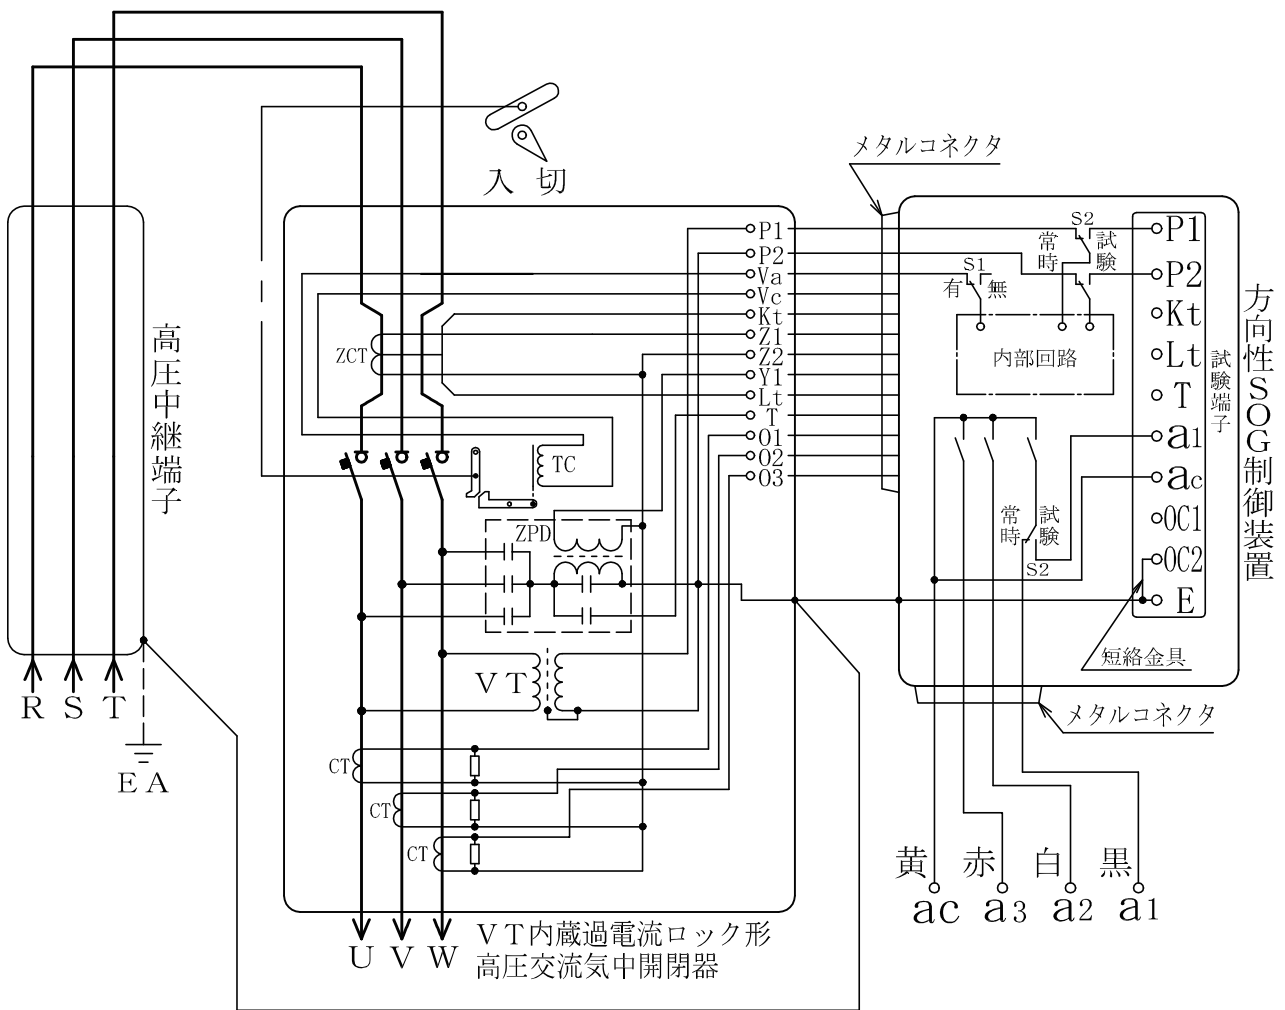 入 切
メタルコネクタ
P1
P2
Va
Vc
Kt
Z1
Z2
Y1
Lt
T
O1
O2
O3
S2
常時
試験
S1
有
無
内部回路
P1
P2
Kt
Lt
T
a1
ac
OC1
OC2
E
試験端子
方向性SOG制御装置
高圧中継端子
ZCT
TC
ZPD
常時
試験
S2
短絡金具
メタルコネクタ
VT
R S T
EA
CT
CT
CT
黄 赤 白 黒
ac a3 a2 a1
U V W
VT内蔵過電流ロック形
高圧交流気中開閉器